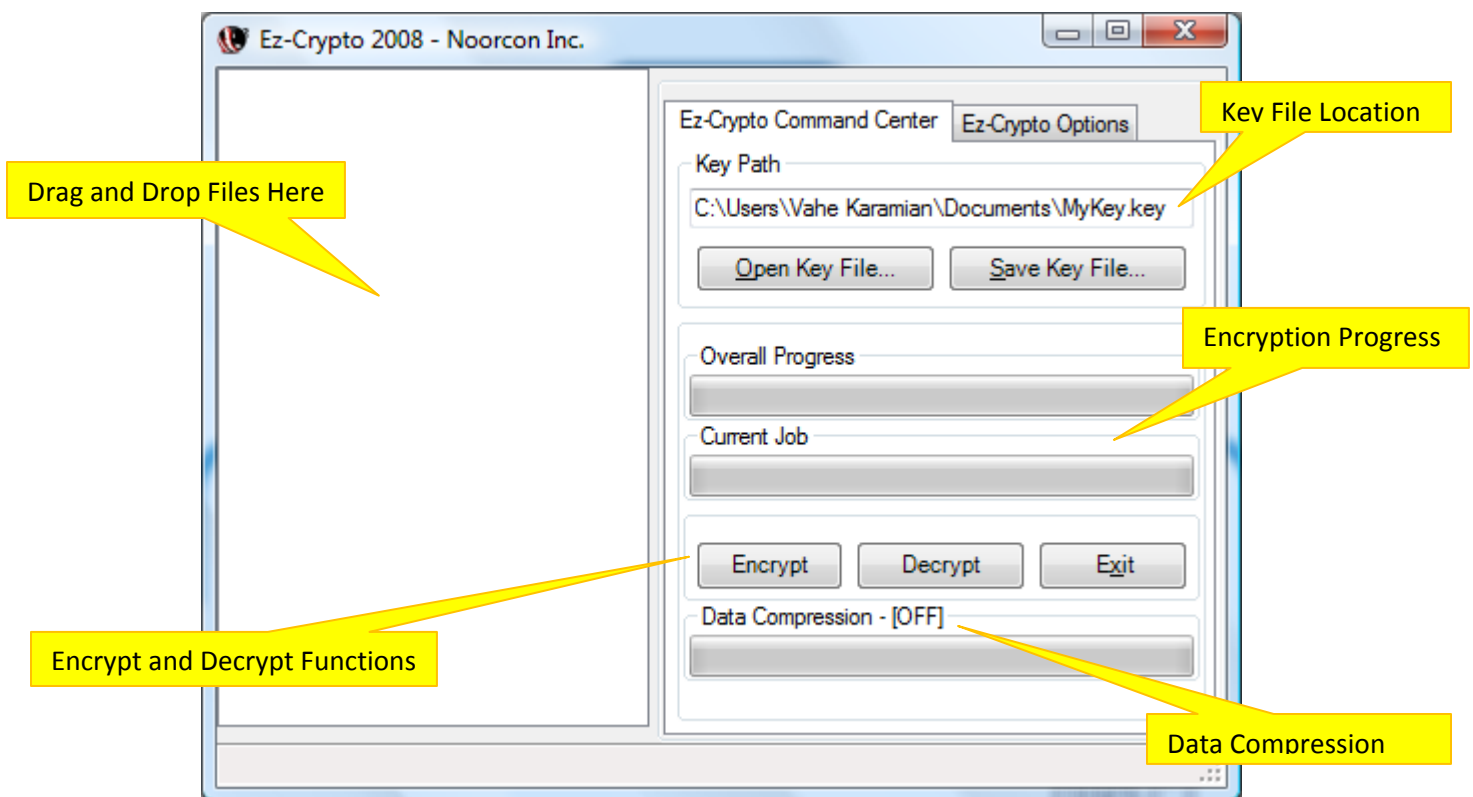 Ez-Crypto 2008 - Noorcon Inc.
Ez-Crypto Command Center
Ez-Crypto Options
Key File Location
Key Path
Drag and Drop Files Here
C:\Users\Vahe Karamian\Documents\MyKey.key
Open Key File...
Save Key File...
Encryption Progress
Overall Progress
Current Job
Encrypt
Decrypt
Exit
Data Compression - [OFF]
Encrypt and Decrypt Functions
Data Compression